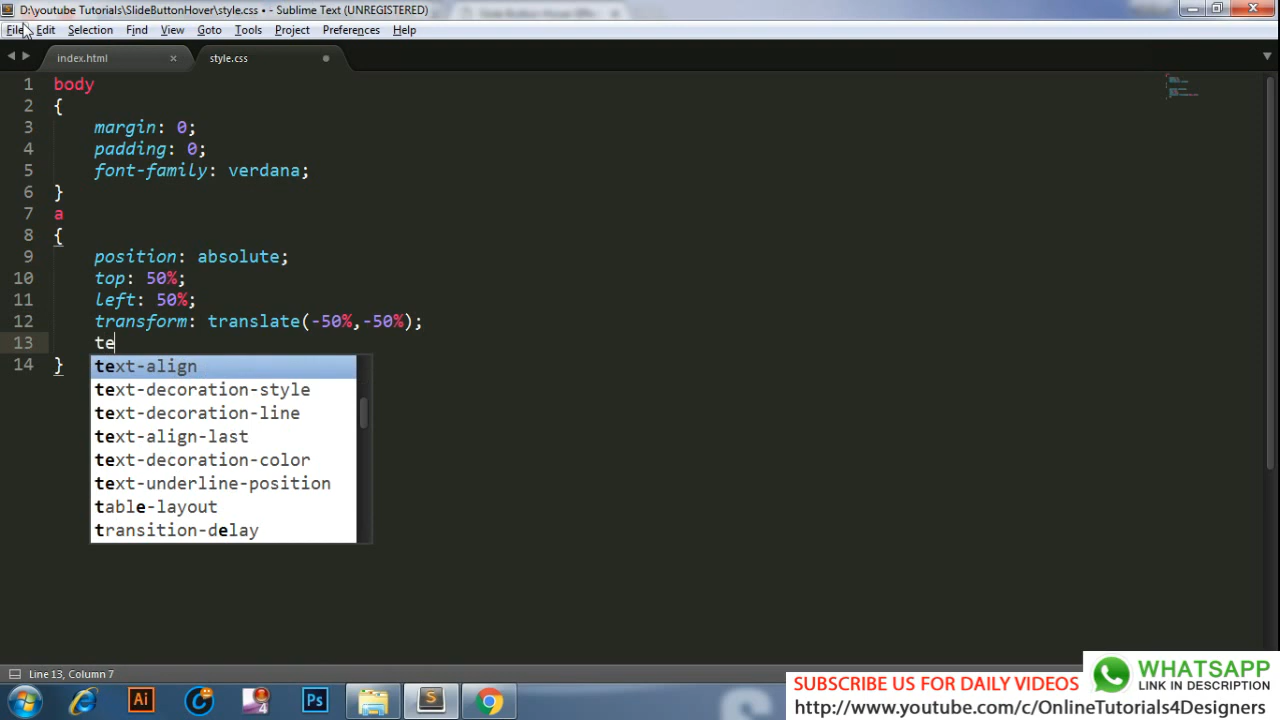 D:\youtube Tutorials\SlideButtonHover\style.css • - Sublime Text (UNREGISTERED)
File Edit Selection Find View Goto Tools Project Preferences Help
index.html × style.css
1 body
2 {
3 margin: 0;
4 padding: 0;
5 font-family: verdana;
6 }
7 a
8 {
9 position: absolute;
10 top: 50%;
11 left: 50%;
12 transform: translate(-50%,-50%);
13 te
14 }
text-align
text-decoration-style
text-decoration-line
text-align-last
text-decoration-color
text-underline-position
table-layout
transition-delay
Line 13, Column 7
WHATSAPP
LINK IN DESCRIPTION
SUBSCRIBE US FOR DAILY VIDEOS
http://www.youtube.com/c/OnlineTutorials4Designers
Ai
Ps
S